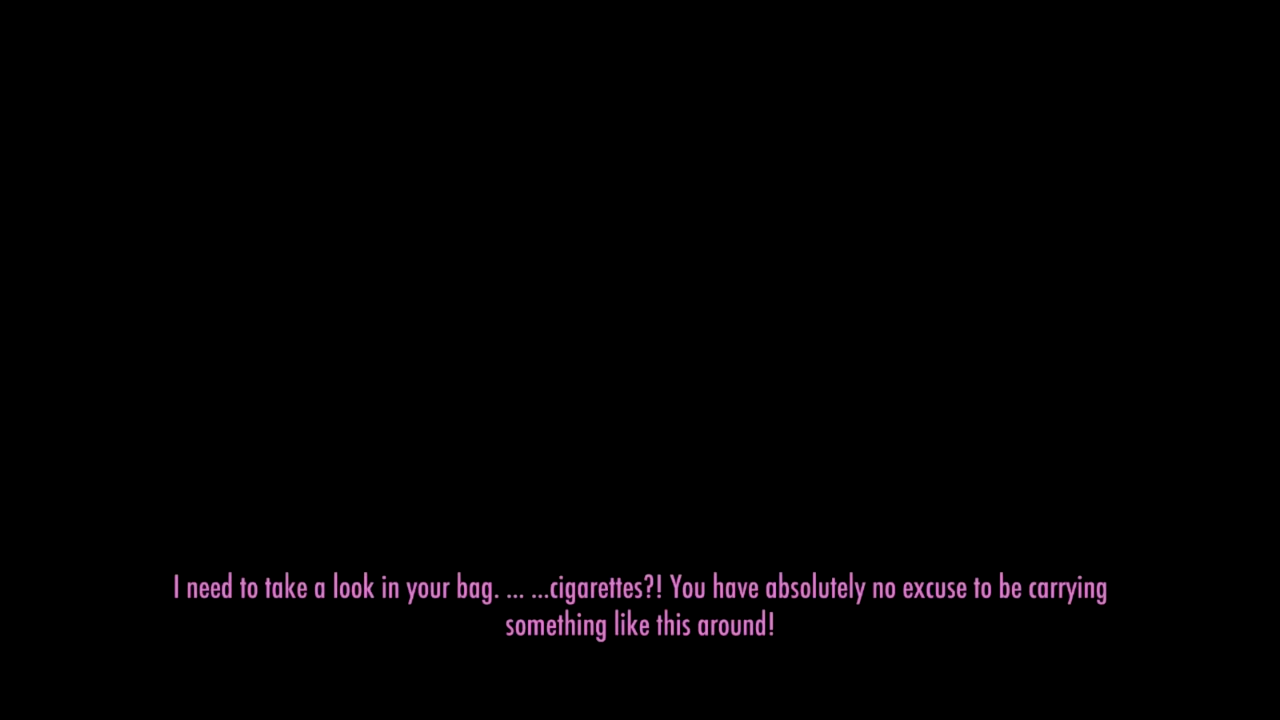 I need to take a look in your bag. ... ...cigarettes?! You have absolutely no excuse to be carrying
something like this around!